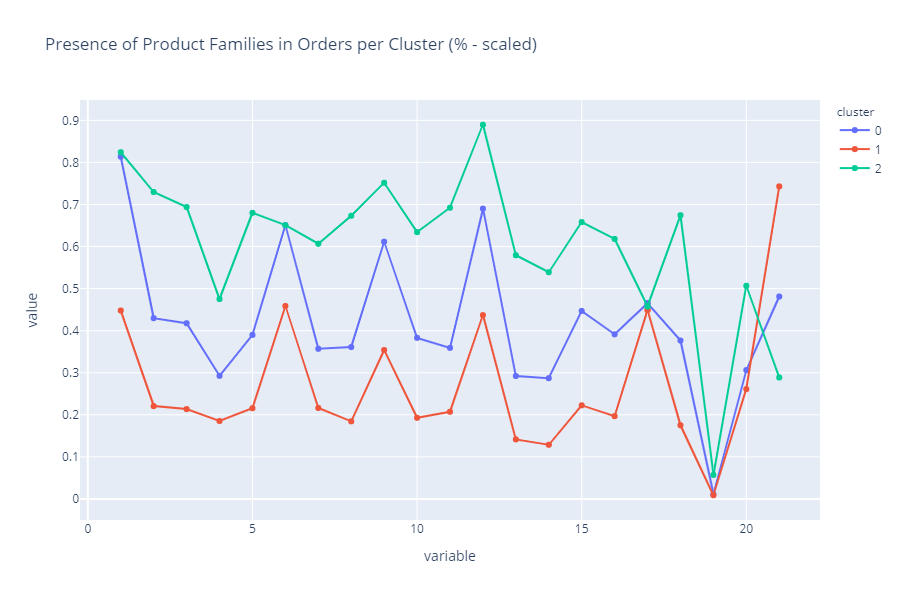 Presence of Product Families in Orders per Cluster (% - scaled)
cluster
0
1
2
0.9
0.8
0.7
0.6
0.5
0.4
0.3
0.2
0.1
0
value
0 5 10 15 20
variable